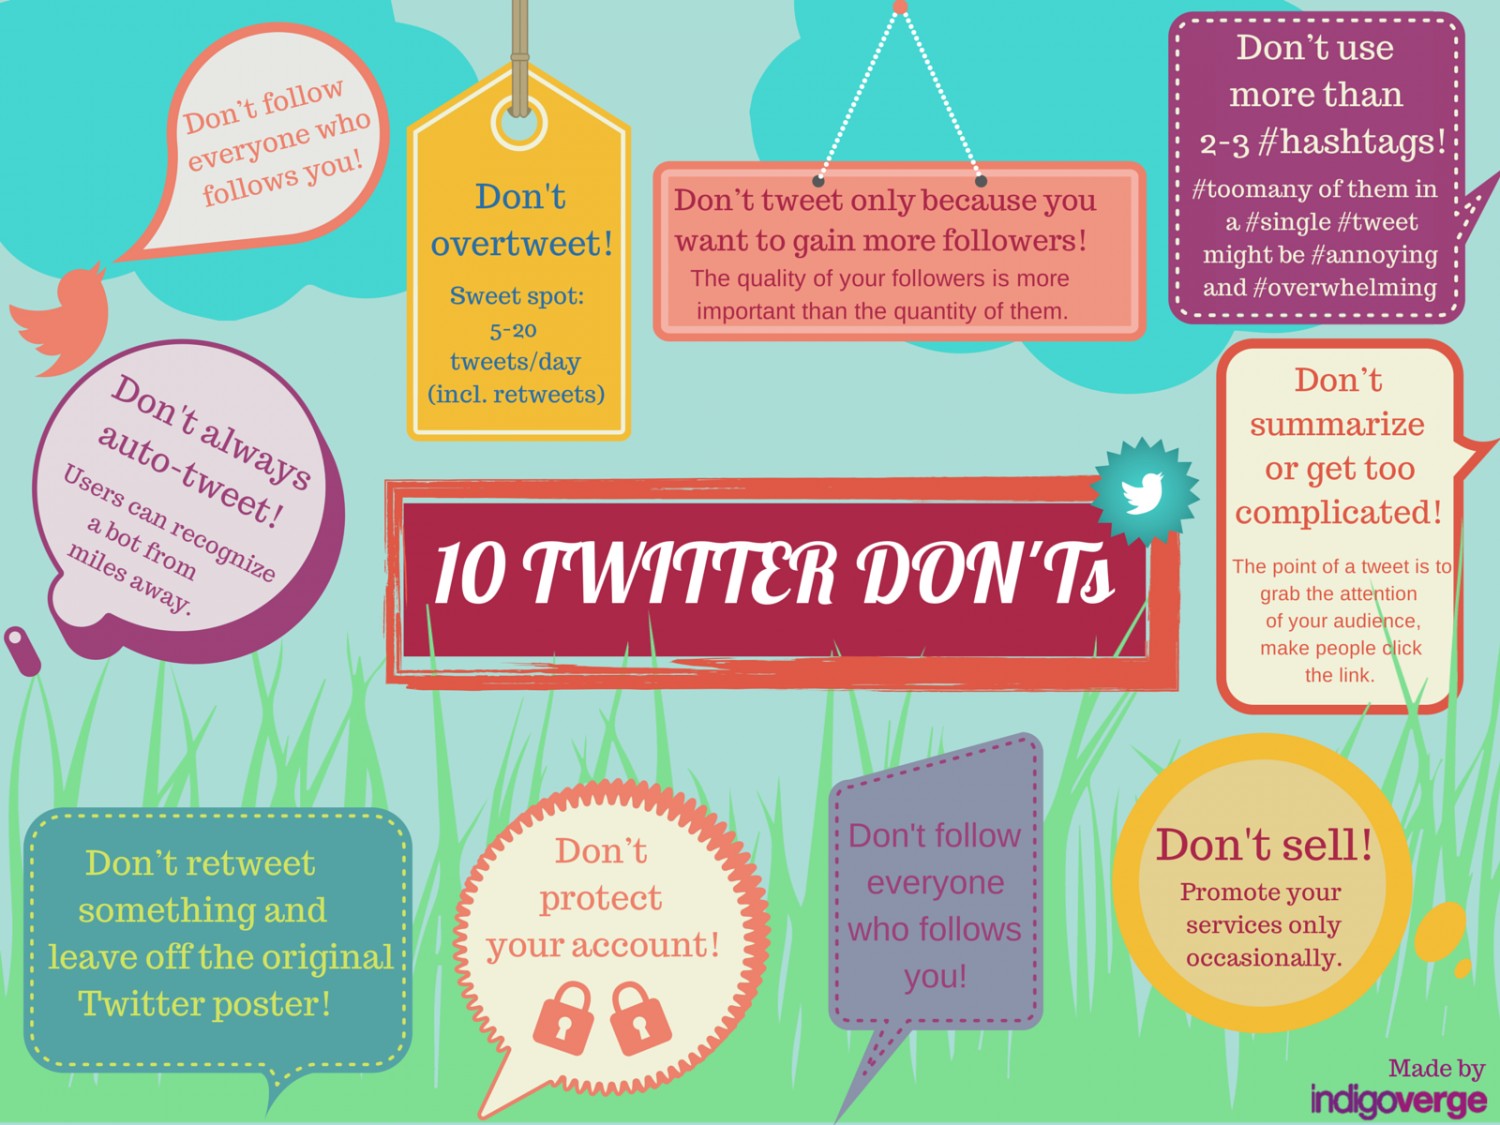 Don't follow
everyone who
follows you!
Don't
overtweet!
Sweet spot:
5-20
tweets/day
(incl. retweets)
Don't tweet only because you
want to gain more followers!
The quality of your followers is more
important than the quantity of them.
Don't use
more than
2-3 #hashtags!
#toomany of them in
a #single #tweet
might be #annoying
and #overwhelming
Don't always
auto-tweet!
Users can recognize
a bot from
miles away.
10 TWITTER DON'Ts
Don't
summarize
or get too
complicated!
The point of a tweet is to
grab the attention
of your audience,
make people click
the link.
Don't retweet
something and
leave off the original
Twitter poster!
Don't
protect
your account!
Don't follow
everyone
who follows
you!
Don't sell!
Promote your
services only
occasionally.
Made by
indigoverge